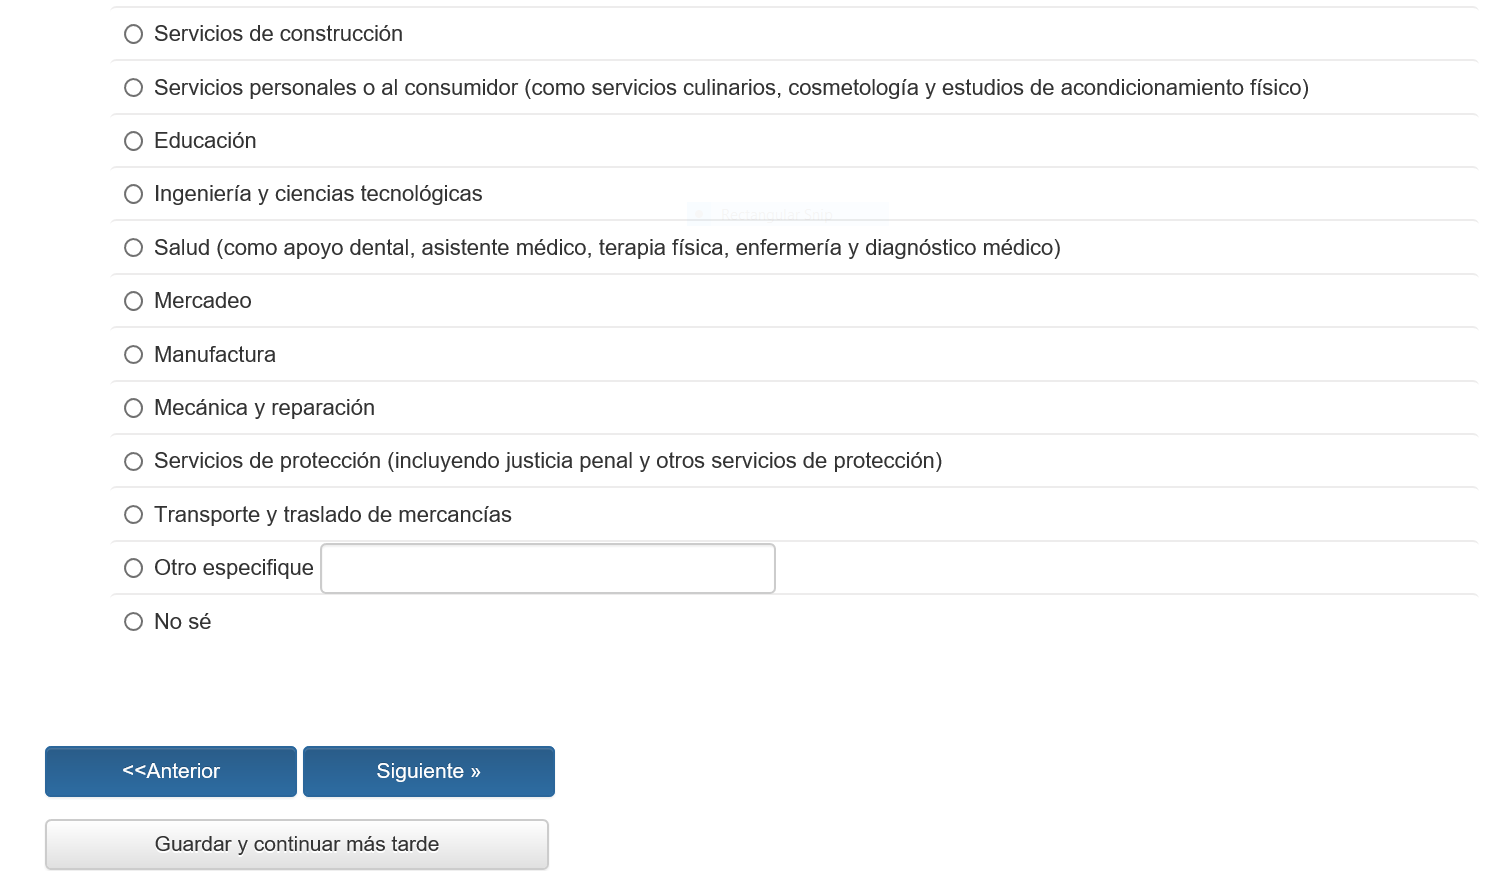 Servicios de construcción
Servicios personales o al consumidor (como servicios culinarios, cosmetología y estudios de acondicionamiento físico)
Educación
Ingeniería y ciencias tecnológicas
Rectangular Snip
Salud (como apoyo dental, asistente médico, terapia física, enfermería y diagnóstico médico)
Mercadeo
Manufactura
Mecánica y reparación
Servicios de protección (incluyendo justicia penal y otros servicios de protección)
Transporte y traslado de mercancías
Otro especifique
No sé
<<Anterior
Siguiente »
Guardar y continuar más tarde